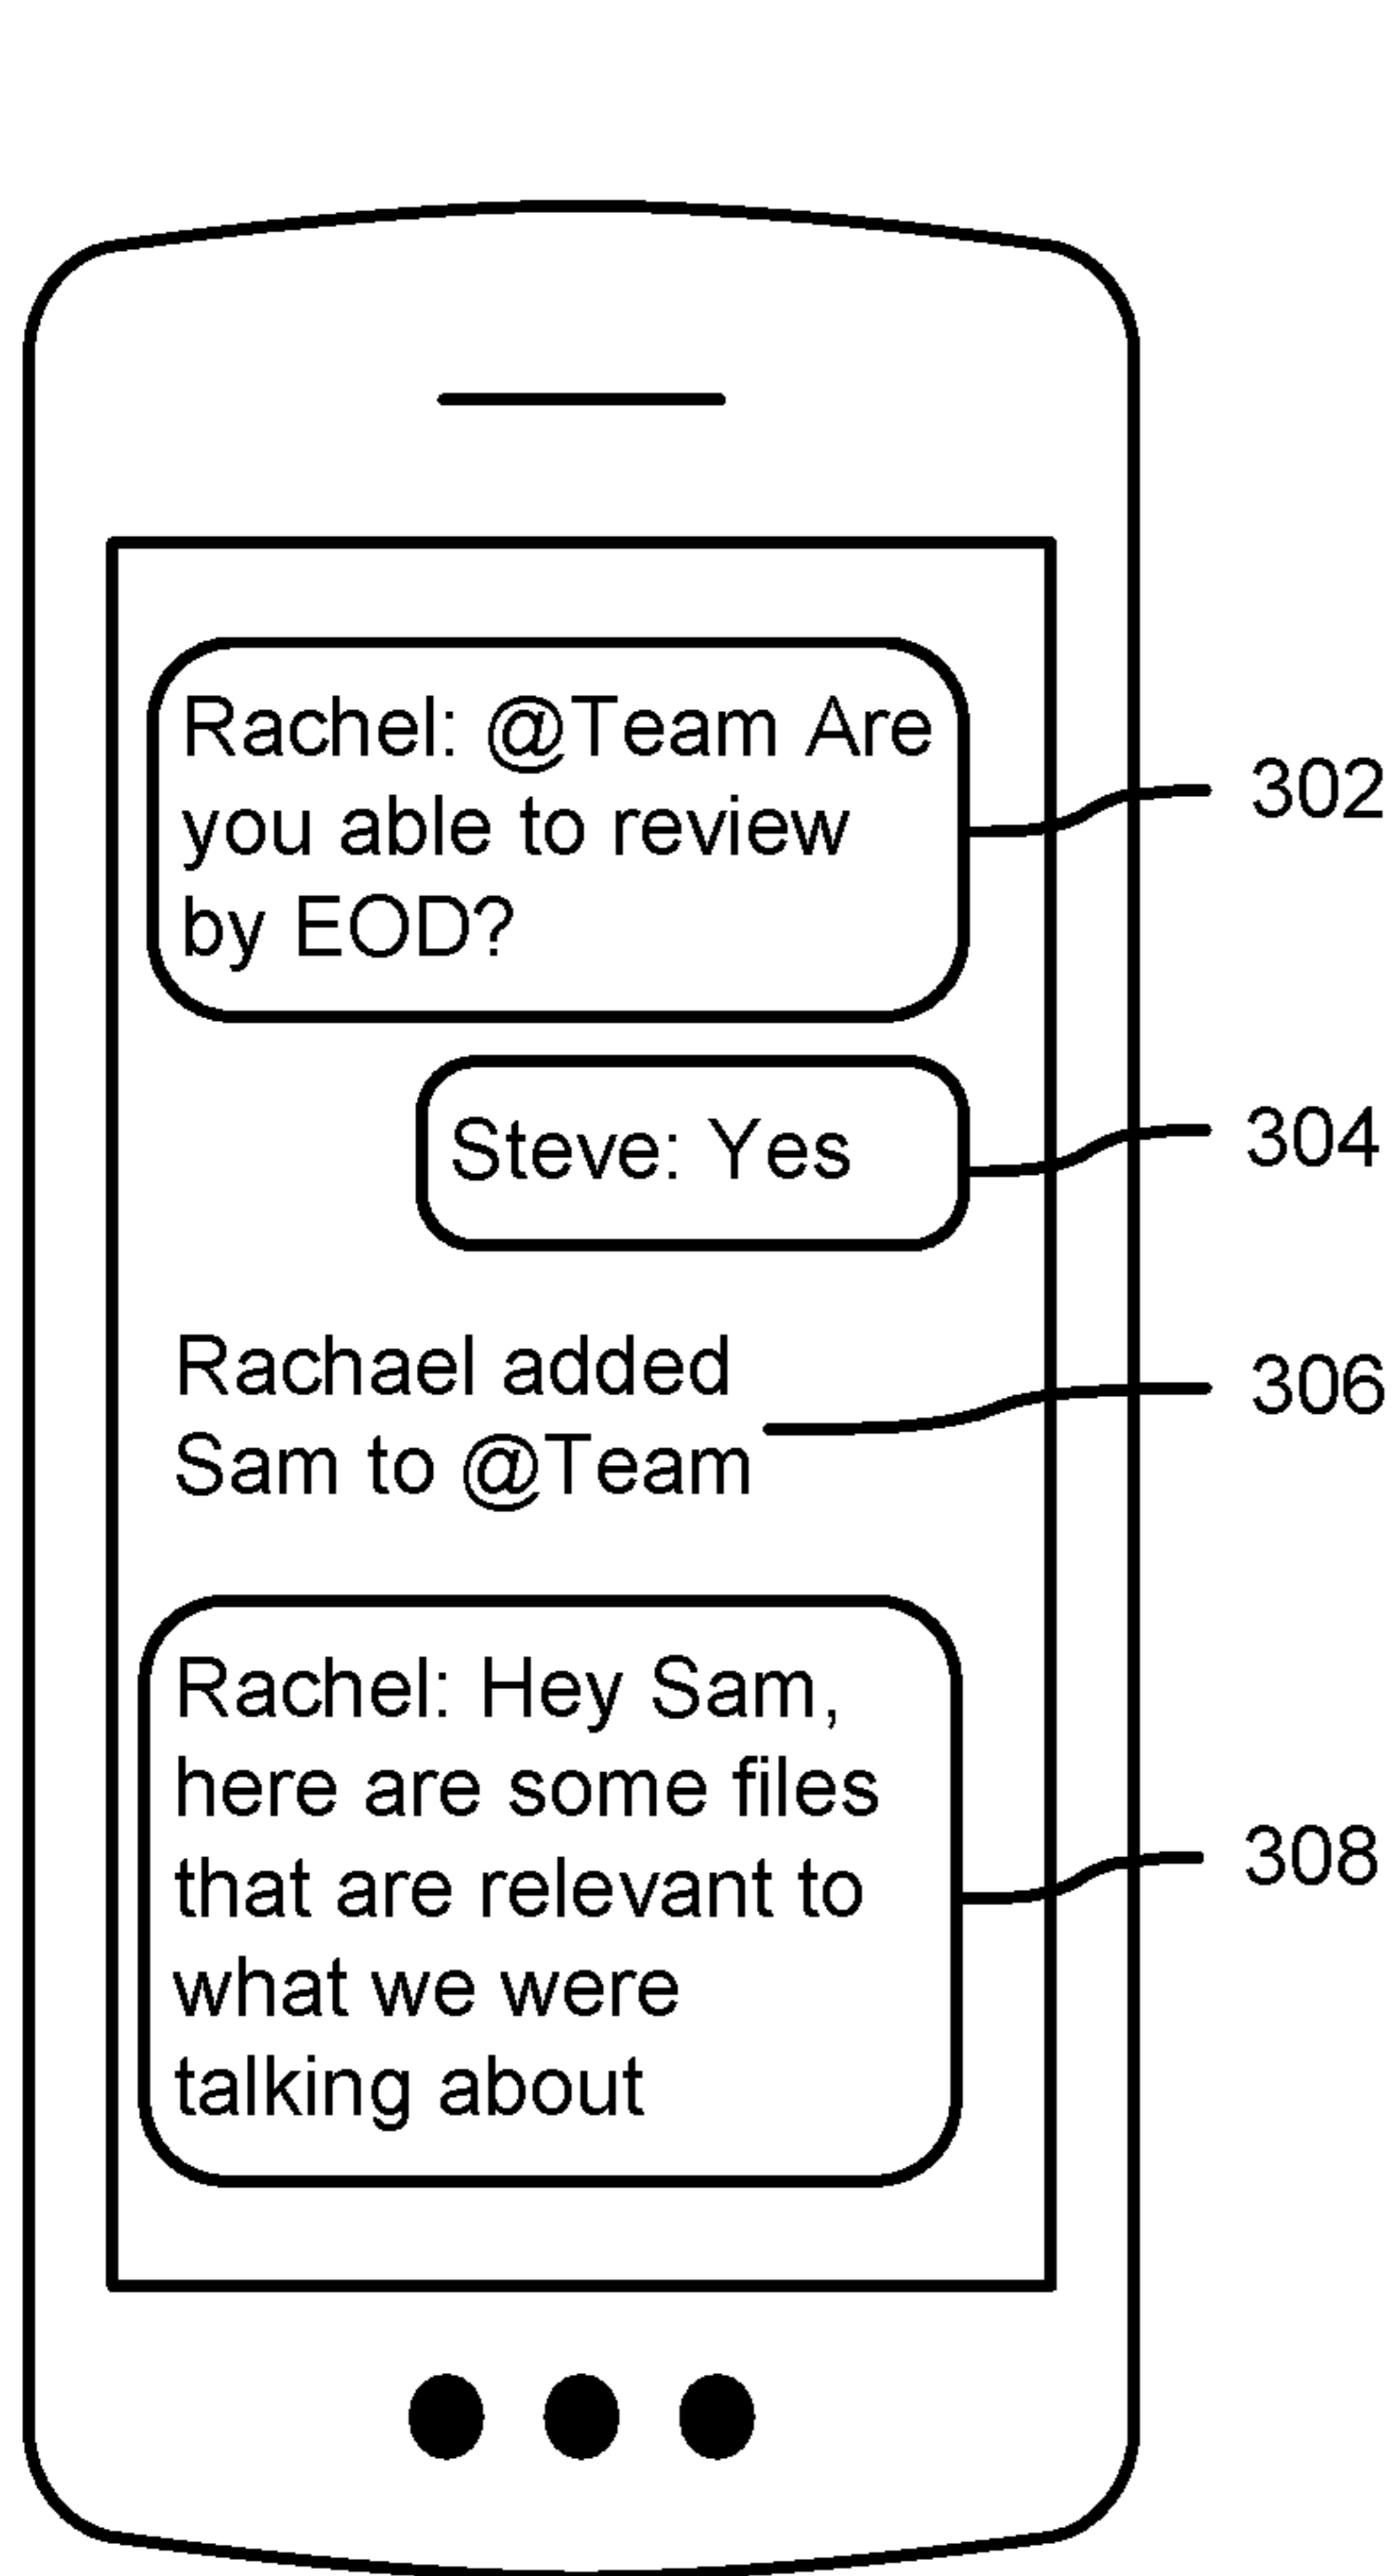 Rachel: @Team Are
you able to review
by EOD?
302
Steve: Yes
304
Rachael added
Sam to @Team
306
Rachel: Hey Sam,
here are some files
that are relevant to
what we were
talking about
308